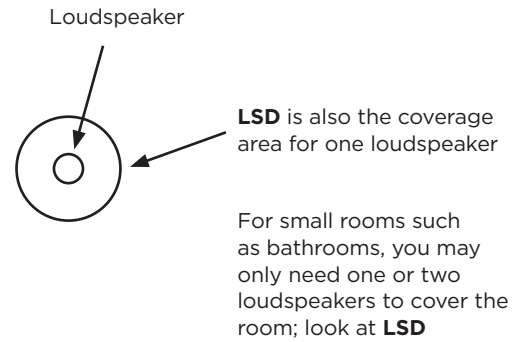 Loudspeaker
LSD is also the coverage
area for one loudspeaker
For small rooms such
as bathrooms, you may
only need one or two
loudspeakers to cover the
room; look at LSD